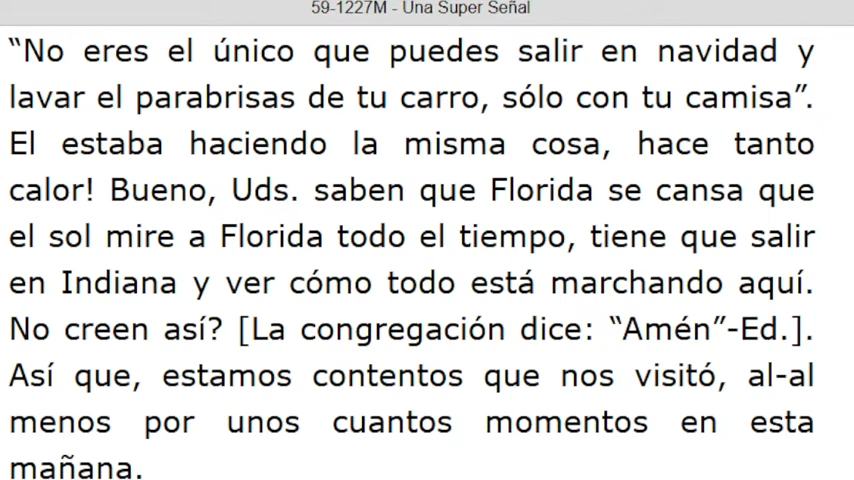 59-1227M - Una Super Señal
“No eres el único que puedes salir en navidad y
lavar el parabrisas de tu carro, sólo con tu camisa”.
El estaba haciendo la misma cosa, hace tanto
calor! Bueno, Uds. saben que Florida se cansa que
el sol mire a Florida todo el tiempo, tiene que salir
en Indiana y ver cómo todo está marchando aquí.
No creen así? [La congregación dice: “Amén”-Ed.].
Así que, estamos contentos que nos visitó, al-al
menos por unos cuantos momentos en esta
mañana.